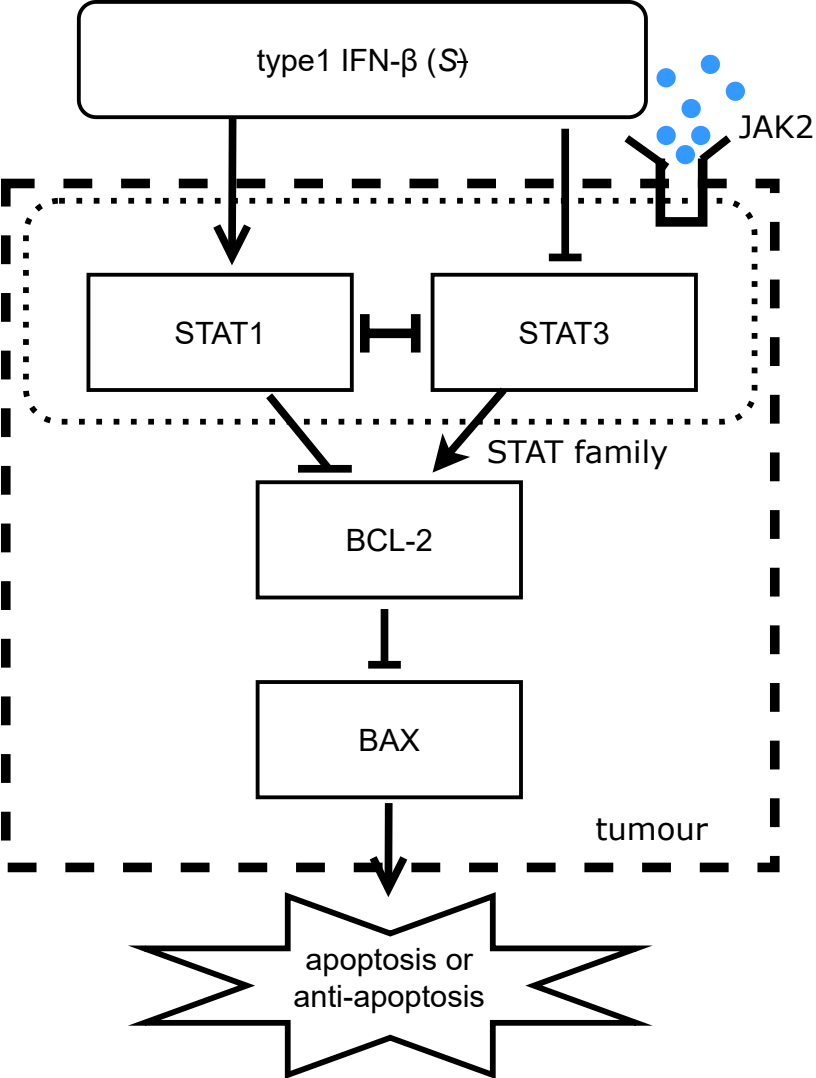 type1 IFN-β (S)
JAK2
STAT1
STAT3
STAT family
BCL-2
BAX
tumour
apoptosis or
anti-apoptosis